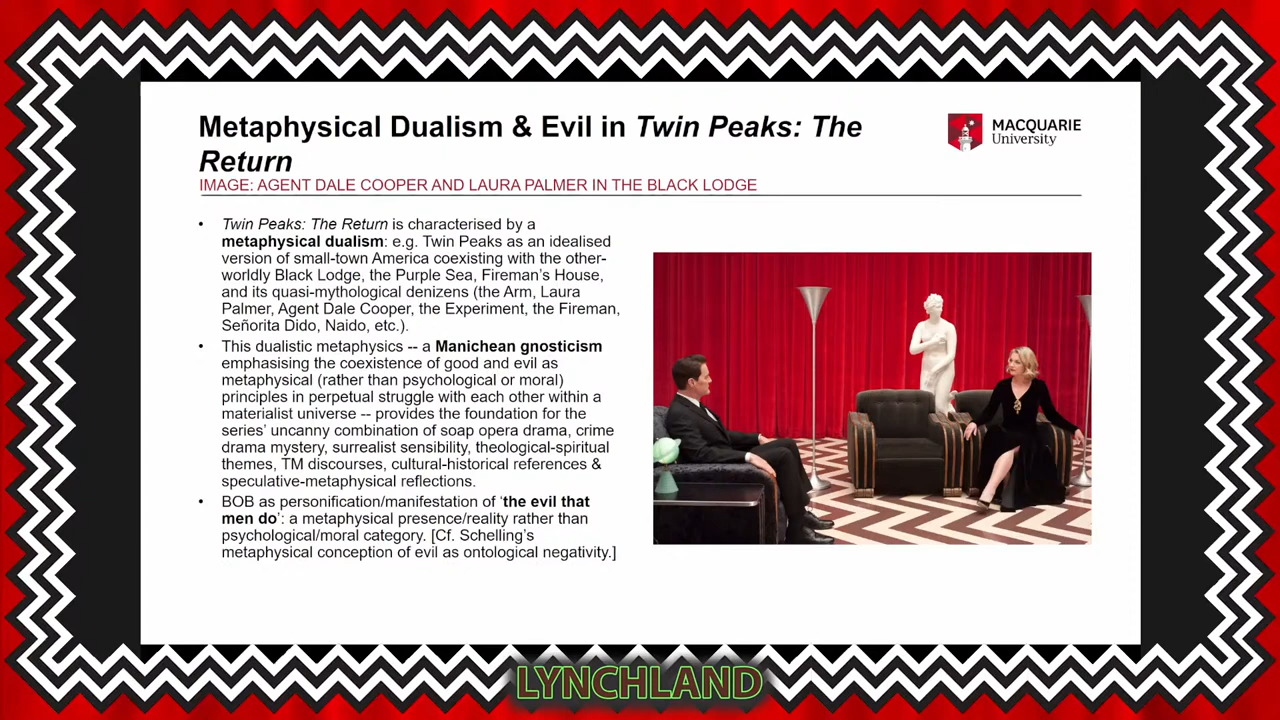 Metaphysical Dualism & Evil in Twin Peaks: The
Return
MACQUARIE
University
IMAGE: AGENT DALE COOPER AND LAURA PALMER IN THE BLACK LODGE
• Twin Peaks: The Return is characterised by a
metaphysical dualism: e.g. Twin Peaks as an idealised
version of small-town America coexisting with the other-
worldly Black Lodge, the Purple Sea, Fireman's House,
and its quasi-mythological denizens (the Arm, Laura
Palmer, Agent Dale Cooper, the Experiment, the Fireman,
Señorita Dido, Naido, etc.).
• This dualistic metaphysics -- a Manichean gnosticism
emphasising the coexistence of good and evil as
metaphysical (rather than psychological or moral)
principles in perpetual struggle with each other within a
materialist universe -- provides the foundation for the
series' uncanny combination of soap opera drama, crime
drama mystery, surrealist sensibility, theological-spiritual
themes, TM discourses, cultural-historical references &
speculative-metaphysical reflections.
• BOB as personification/manifestation of 'the evil that
men do': a metaphysical presence/reality rather than
psychological/moral category. [Cf. Schelling's
metaphysical conception of evil as ontological negativity.]
LYNCHLAND